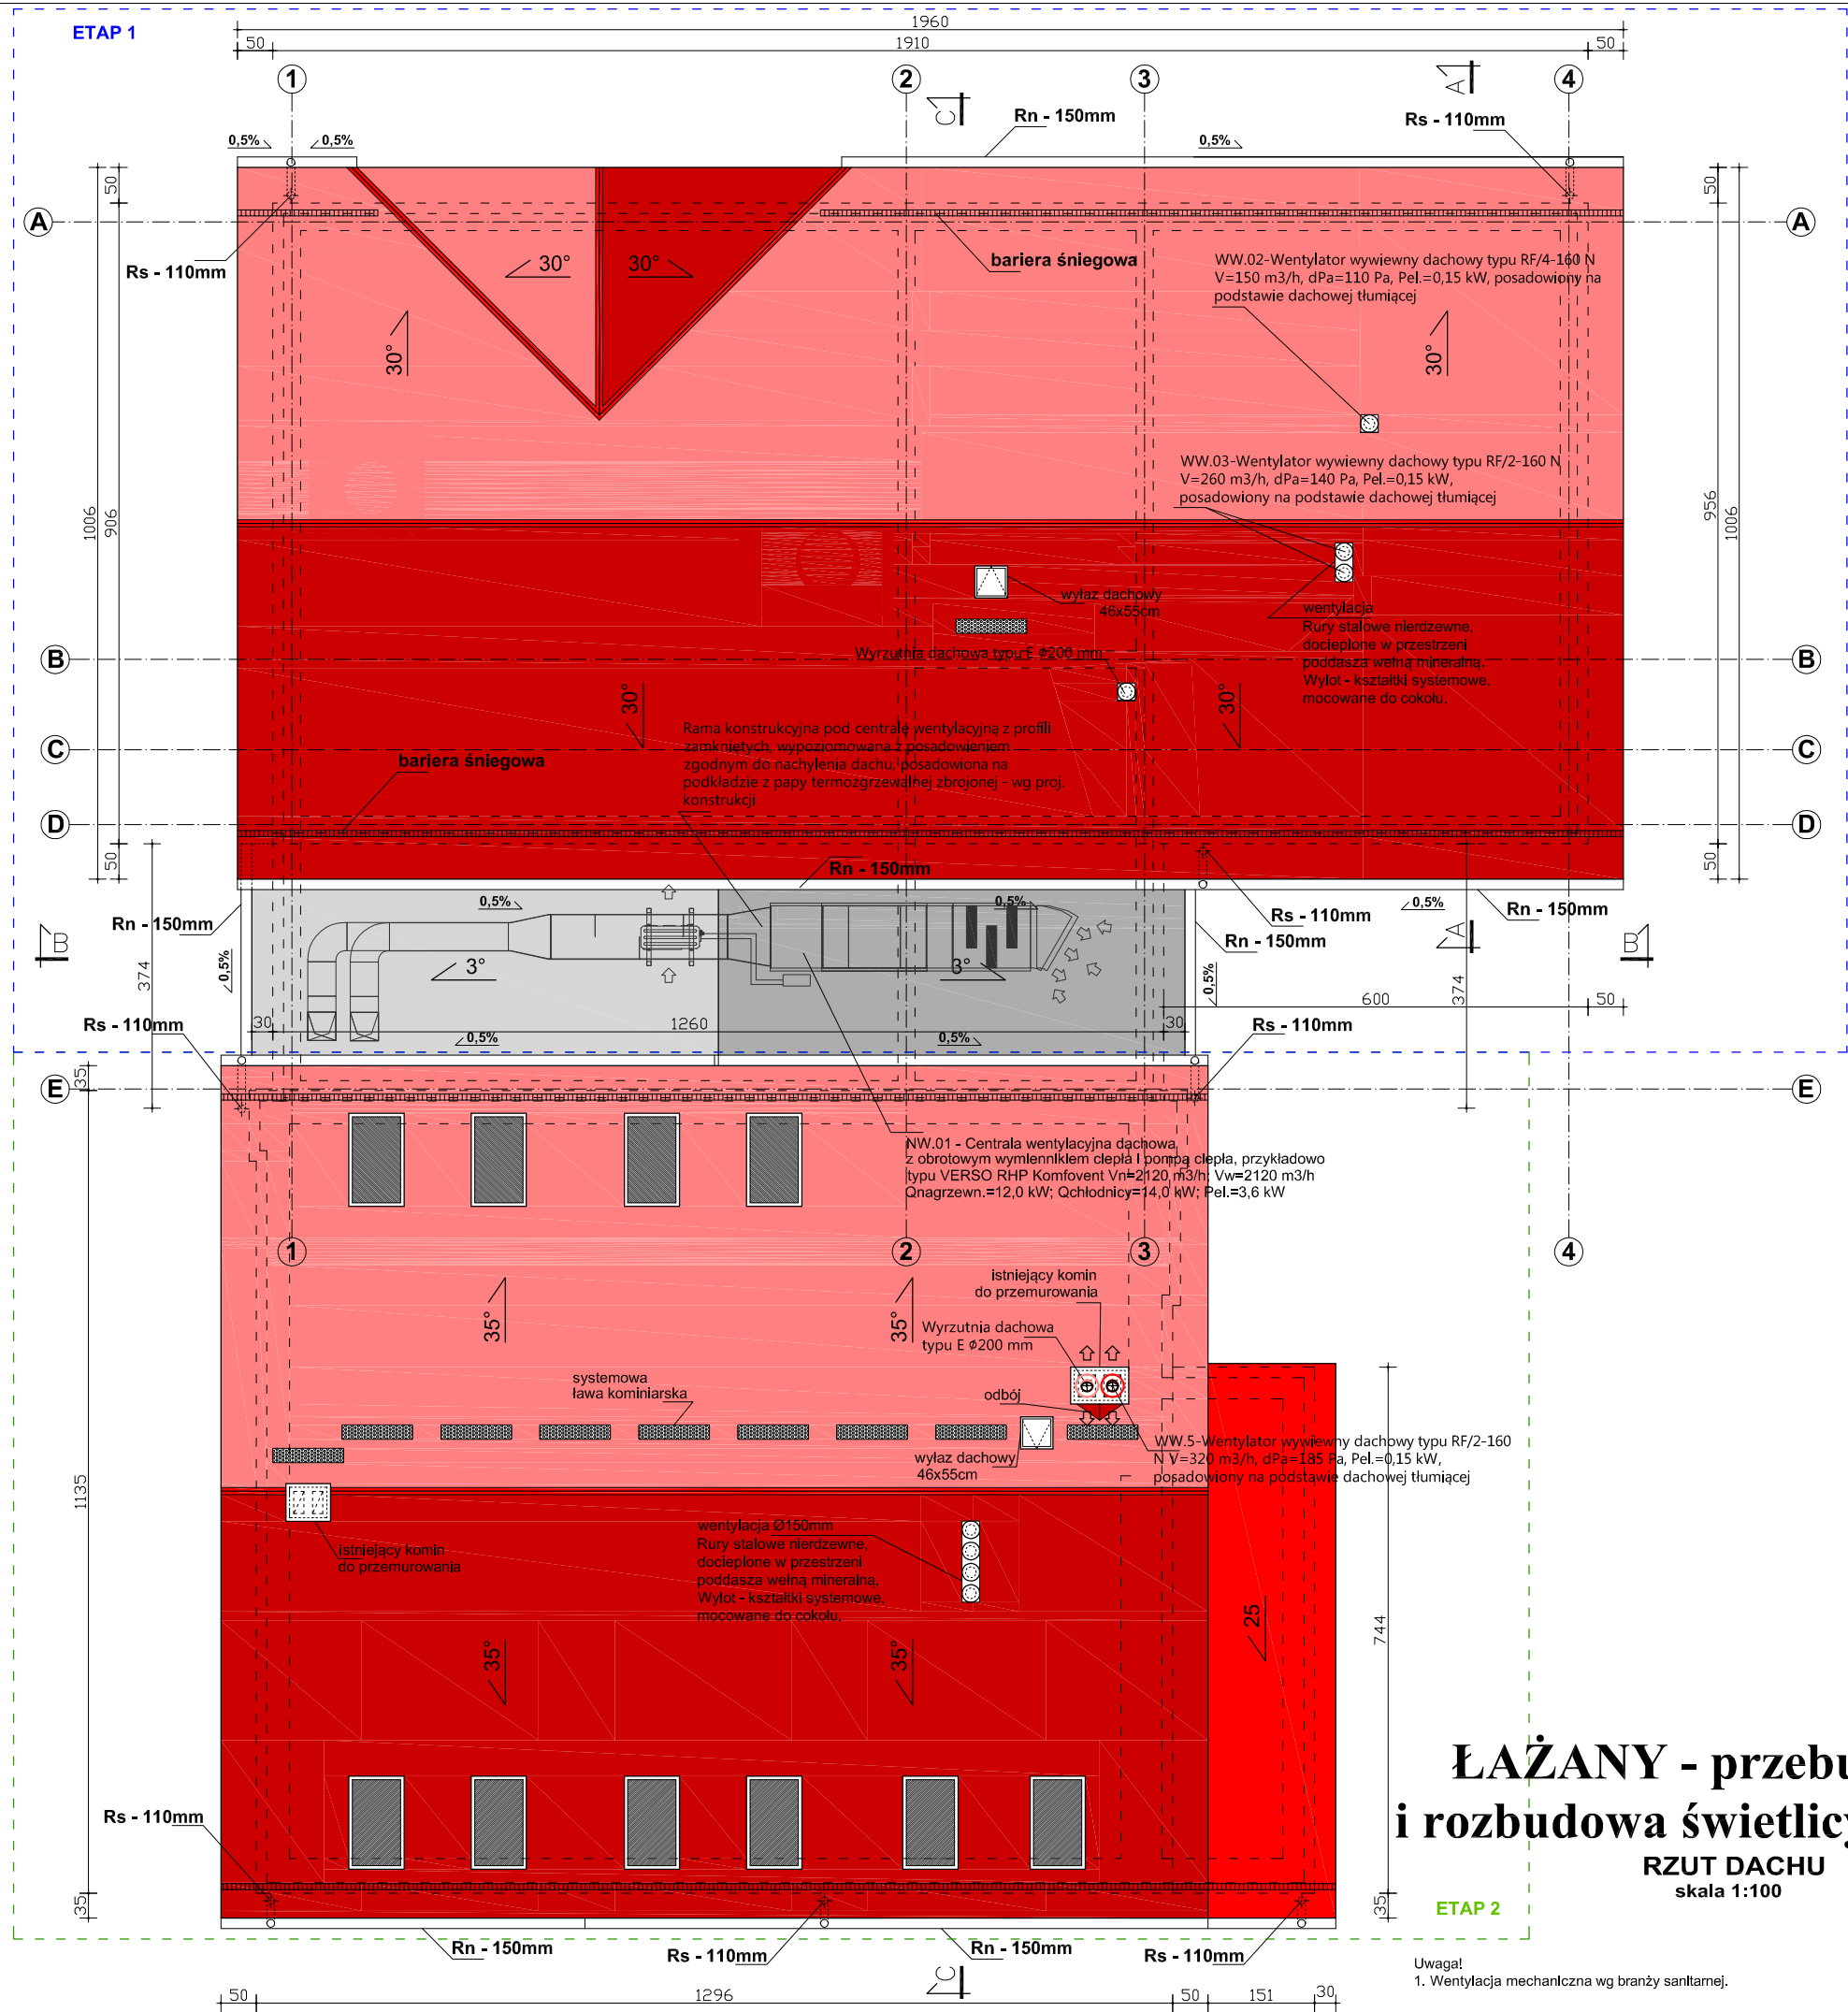 ETAP 1
1960
50
1910
50
1
2
3
4
C
A
Rn - 150mm
Rs - 110mm
0,5%
0,5%
0,5%
50
50
A
A
Rs - 110mm
30°
30°
bariera śniegowa
WW.02-Wentylator wywiewny dachowy typu RF/4-160 N
V=150 m3/h, dPa=110 Pa, Pel.=0,15 kW, posadowiony na
podstawie dachowej tłumiącej
30°
30°
WW.03-Wentylator wywiewny dachowy typu RF/2-160 N
V=260 m3/h, dPa=140 Pa, Pel.=0,15 kW,
posadowiony na podstawie dachowej tłumiącej
1006
906
956
1006
wyłaz dachowy
46x55cm
wentylacja
Rury stalowe nierdzewne,
docieplone w przestrzeni
poddasza wełną mineralną.
Wylot - kształtki systemowe,
mocowane do cokołu.
B
Wyrzutnia dachowa typu E ø200 mm
B
30°
30°
Rama konstrukcyjna pod centralę wentylacyjną z profili
zamkniętych, wypoziomowana z posadowieniem
zgodnym do nachylenia dachu, posadowiona na
podkładzie z papy termozgrzewalnej zbrojonej - wg proj.
konstrukcji
C
bariera śniegowa
C
D
D
50
50
Rn - 150mm
Rn - 150mm
0,5%
0,5%
Rs - 110mm
0,5%
Rn - 150mm
Rn - 150mm
B
A
B
374
0,5%
3°
3°
0,5%
374
600
50
Rs - 110mm
30
1260
30
Rs - 110mm
0,5%
0,5%
35
E
E
NW.01 - Centrala wentylacyjna dachowa
z obrotowym wymiennikiem ciepła i pompą ciepła, przykładowo
typu VERSO RHP Komfovent Vn=2120 m3/h; Vw=2120 m3/h
Qnagrzewn.=12,0 kW; Qchłodnicy=14,0 kW; Pel.=3,6 kW
1
2
3
4
35°
35°
istniejący komin
do przemurowania
Wyrzutnia dachowa
typu E ø200 mm
systemowa
ława kominiarska
odbój
wyłaz dachowy
46x55cm
WW.5-Wentylator wywiewny dachowy typu RF/2-160
N V=320 m3/h, dPa=185 Pa, Pel.=0,15 kW,
posadowiony na podstawie dachowej tłumiącej
1135
istniejący komin
do przemurowania
wentylacja Ø150mm
Rury stalowe nierdzewne,
docieplone w przestrzeni
poddasza wełną mineralną.
Wylot - kształtki systemowe,
mocowane do cokołu.
35°
35°
25
744
Rs - 110mm
35
35
ŁAŻANY - przebu
i rozbudowa świetlicy
RZUT DACHU
skala 1:100
ETAP 2
Rn - 150mm
Rs - 110mm
Rn - 150mm
Rs - 110mm
C
Uwaga!
1. Wentylacja mechaniczna wg branży sanitarnej.
50
1296
50
151
30